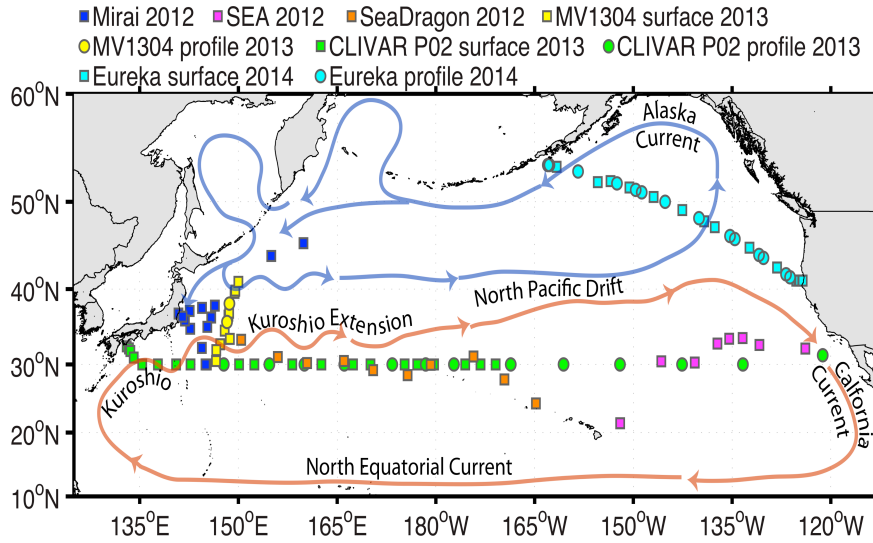 Mirai 2012 SEA 2012 SeaDragon 2012 MV1304 surface 2013
MV1304 profile 2013 CLIVAR P02 surface 2013 CLIVAR P02 profile 2013
Eureka surface 2014 Eureka profile 2014
60°N
Alaska
Current
50°N
40°N
North Pacific Drift
Kuroshio Extension
30°N
Kuroshio
Calfornia
Current
20°N
North Equatorial Current
10°N
135°E 150°E 165°E 180°W 165°W 150°W 135°W 120°W